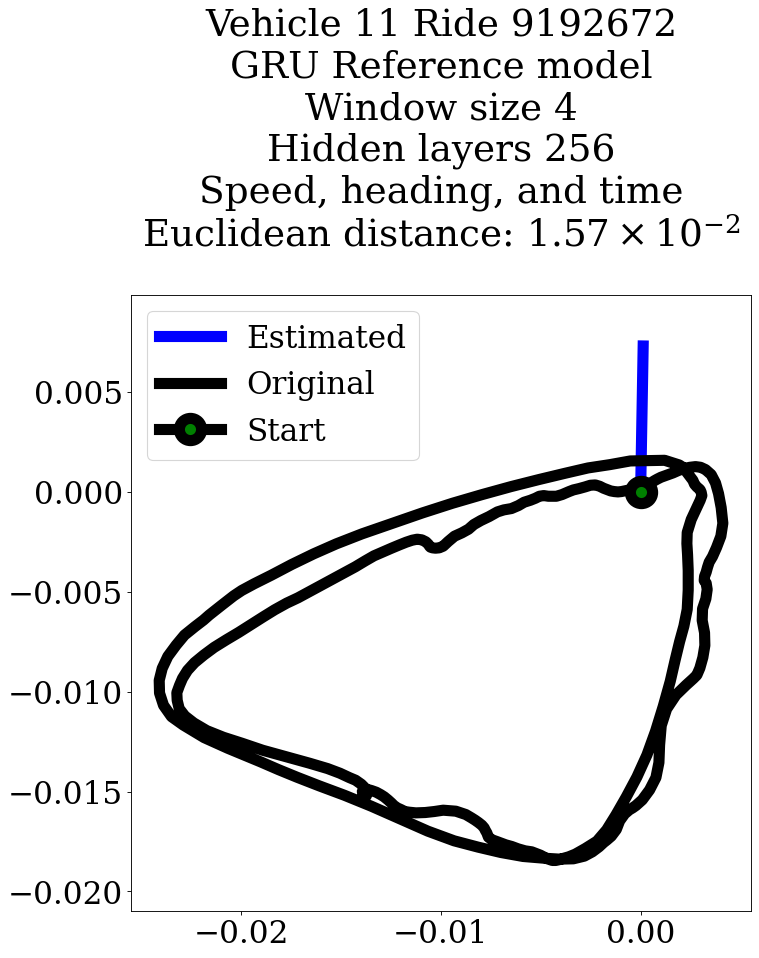 Vehicle 11 Ride 9192672
GRU Reference model
Window size 4
Hidden layers 256
Speed, heading, and time
Euclidean distance: 1.57 × 10⁻²
Estimated
Original
Start
0.005
0.000
−0.005
−0.010
−0.015
−0.020
−0.02 −0.01 0.00